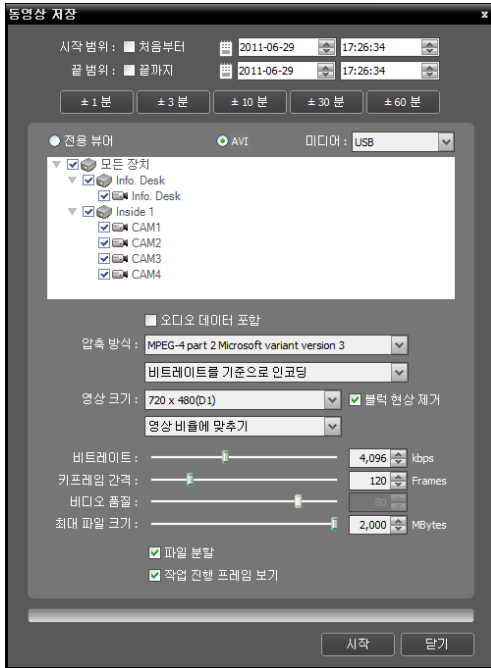 동영상 저장 x
시작 범위 : 처음부터 2011-06-29 17:26:34
끝 범위 : 끝까지 2011-06-29 17:26:34
± 1 분 ± 3 분 ± 10 분 ± 30 분 ± 60 분
전용 뷰어 AVI 미디어 : USB
모든 장치
Info. Desk
Info. Desk
Inside 1
CAM1
CAM2
CAM3
CAM4
오디오 데이터 포함
압축 방식 : MPEG-4 part 2 Microsoft variant version 3
비트레이트를 기준으로 인코딩
영상 크기 : 720 x 480(D1) 블럭 현상 제거
영상 비율에 맞추기
비트레이트 : 4,096 kbps
키프레임 간격 : 120 Frames
비디오 품질 : 80
최대 파일 크기 : 2,000 MBytes
파일 분할
작업 진행 프레임 보기
시작 닫기